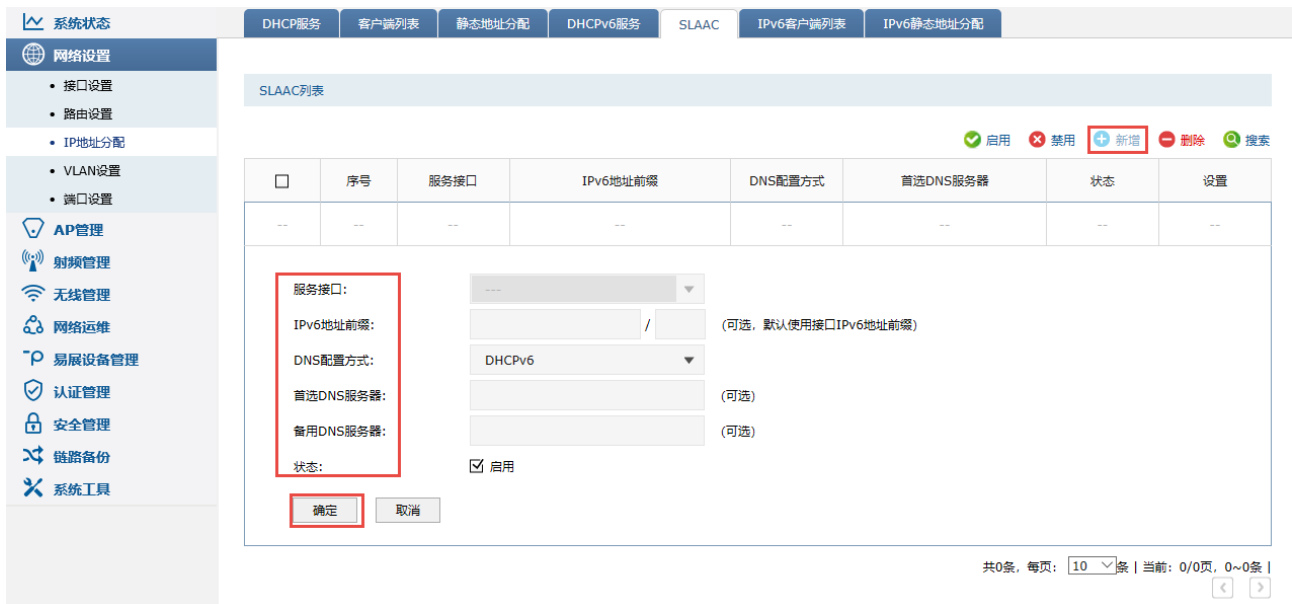 系统状态
网络设置
• 接口设置
• 路由设置
• IP地址分配
• VLAN设置
• 端口设置
AP管理
射频管理
无线管理
网络运维
易展设备管理
认证管理
安全管理
链路备份
系统工具
DHCP服务 客户端列表 静态地址分配 DHCPv6服务 SLAAC IPv6客户端列表 IPv6静态地址分配
SLAAC列表
启用 禁用 新增 删除 搜索
序号 服务接口 IPv6地址前缀 DNS配置方式 首选DNS服务器 状态 设置
-- -- -- -- -- -- -- --
服务接口: ---
IPv6地址前缀: / (可选, 默认使用接口IPv6地址前缀)
DNS配置方式: DHCPv6
首选DNS服务器: (可选)
备用DNS服务器: (可选)
状态: 启用
确定 取消
共0条, 每页: 10 条 | 当前: 0/0页, 0~0条 |